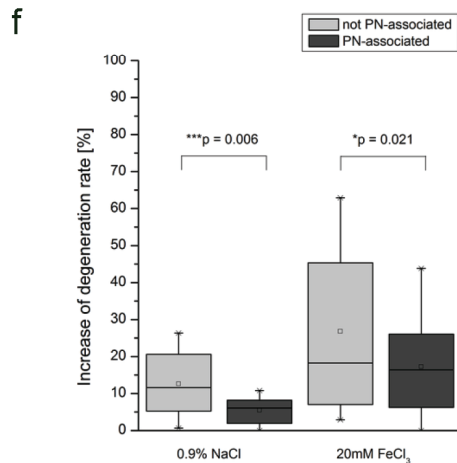 f
not PN-associated
PN-associated
Increase of degeneration rate [%]
100
90
80
70
60
50
40
30
20
10
0
***p = 0.006
*p = 0.021
0.9% NaCl
20mM FeCl₃